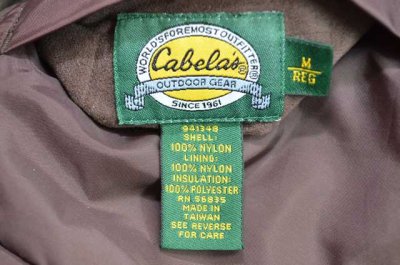 WORLD'S FOREMOST OUTFITTER®
Cabela's®
OUTDOOR GEAR
SINCE 1961
M
REG
941348
SHELL:
100% NYLON
LINING:
100% NYLON
INSULATION:
100% POLYESTER
RN 56835
MADE IN
TAIWAN
SEE REVERSE
FOR CARE